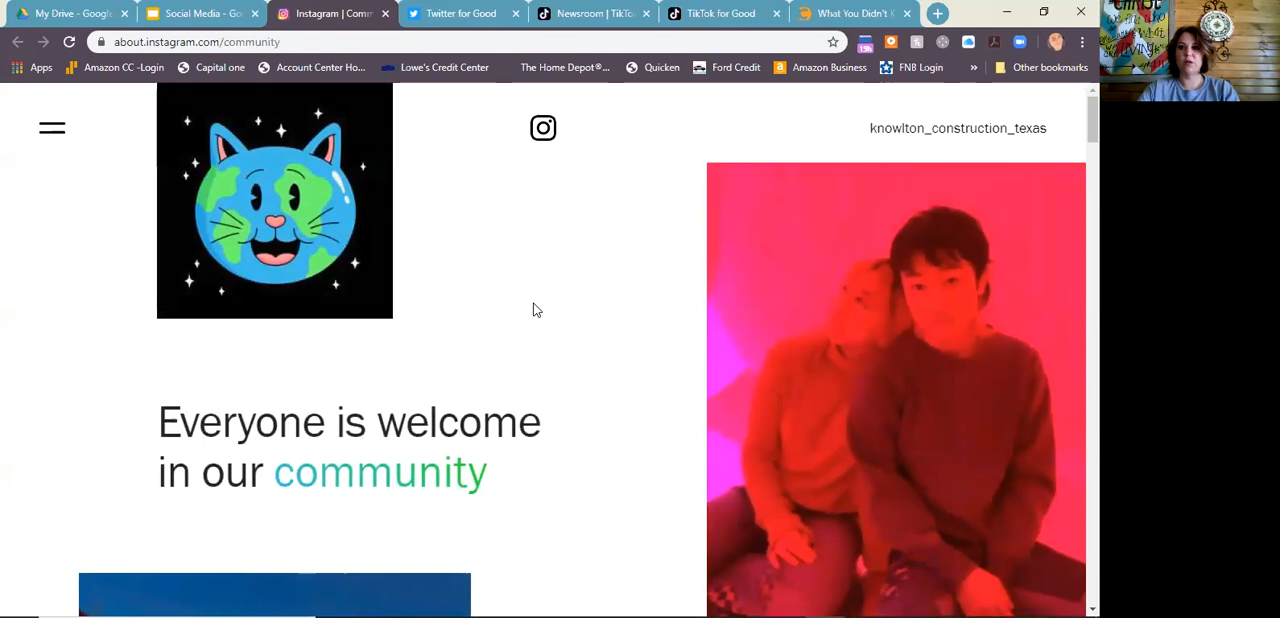 My Drive - Google
Social Media - Go
Instagram | Comm
Twitter for Good
Newsroom | TikTo
TikTok for Good
What You Didn't K
about.instagram.com/community
Apps
Amazon CC -Login
Capital one
Account Center Ho...
Lowe's Credit Center
The Home Depot®...
Quicken
Ford Credit
Amazon Business
FNB Login
»
Other bookmarks
knowlton_construction_texas
Everyone is welcome
in our community